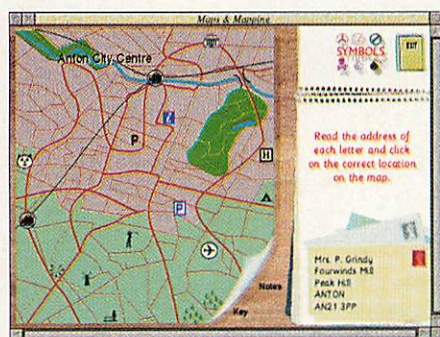 Maps & Mapping
Anton City Centre
SYMBOLS
EXIT
P
i
H
P
Read the address of
each letter and click
on the correct location
on the map.
Mrs. P. Grindy
Fourwinds Mill
Peak Hill
ANTON
AN21 3PP
Notes
Key